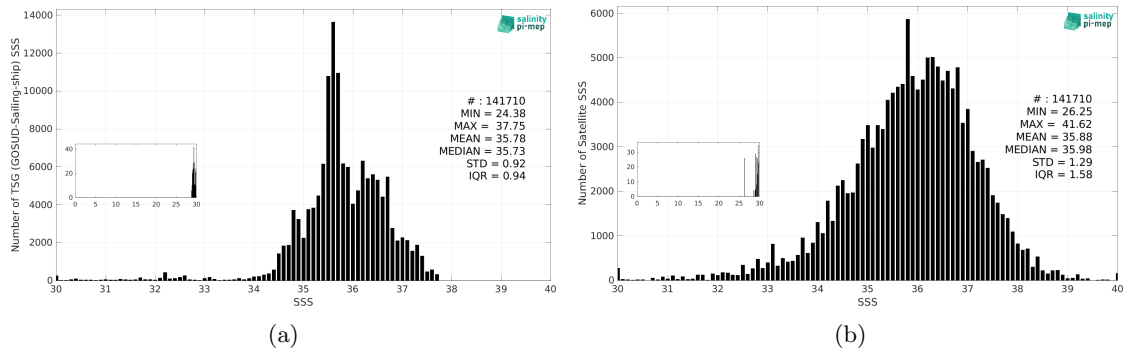 14000
12000
10000
8000
6000
4000
2000
0
Number of TSG (GOSUD-Sailing-ship) SSS
salinity
pi-mep
# : 141710
MIN = 24.38
MAX = 37.75
MEAN = 35.78
MEDIAN = 35.73
STD = 0.92
IQR = 0.94
40
20
0
0 5 10 15 20 25 30
30 31 32 33 34 35 36 37 38 39 40
SSS
(a)
6000
5000
4000
3000
2000
1000
0
Number of Satellite SSS
salinity
pi-mep
# : 141710
MIN = 26.25
MAX = 41.62
MEAN = 35.88
MEDIAN = 35.98
STD = 1.29
IQR = 1.58
30
20
10
0
0 5 10 15 20 25 30
30 31 32 33 34 35 36 37 38 39 40
SSS
(b)